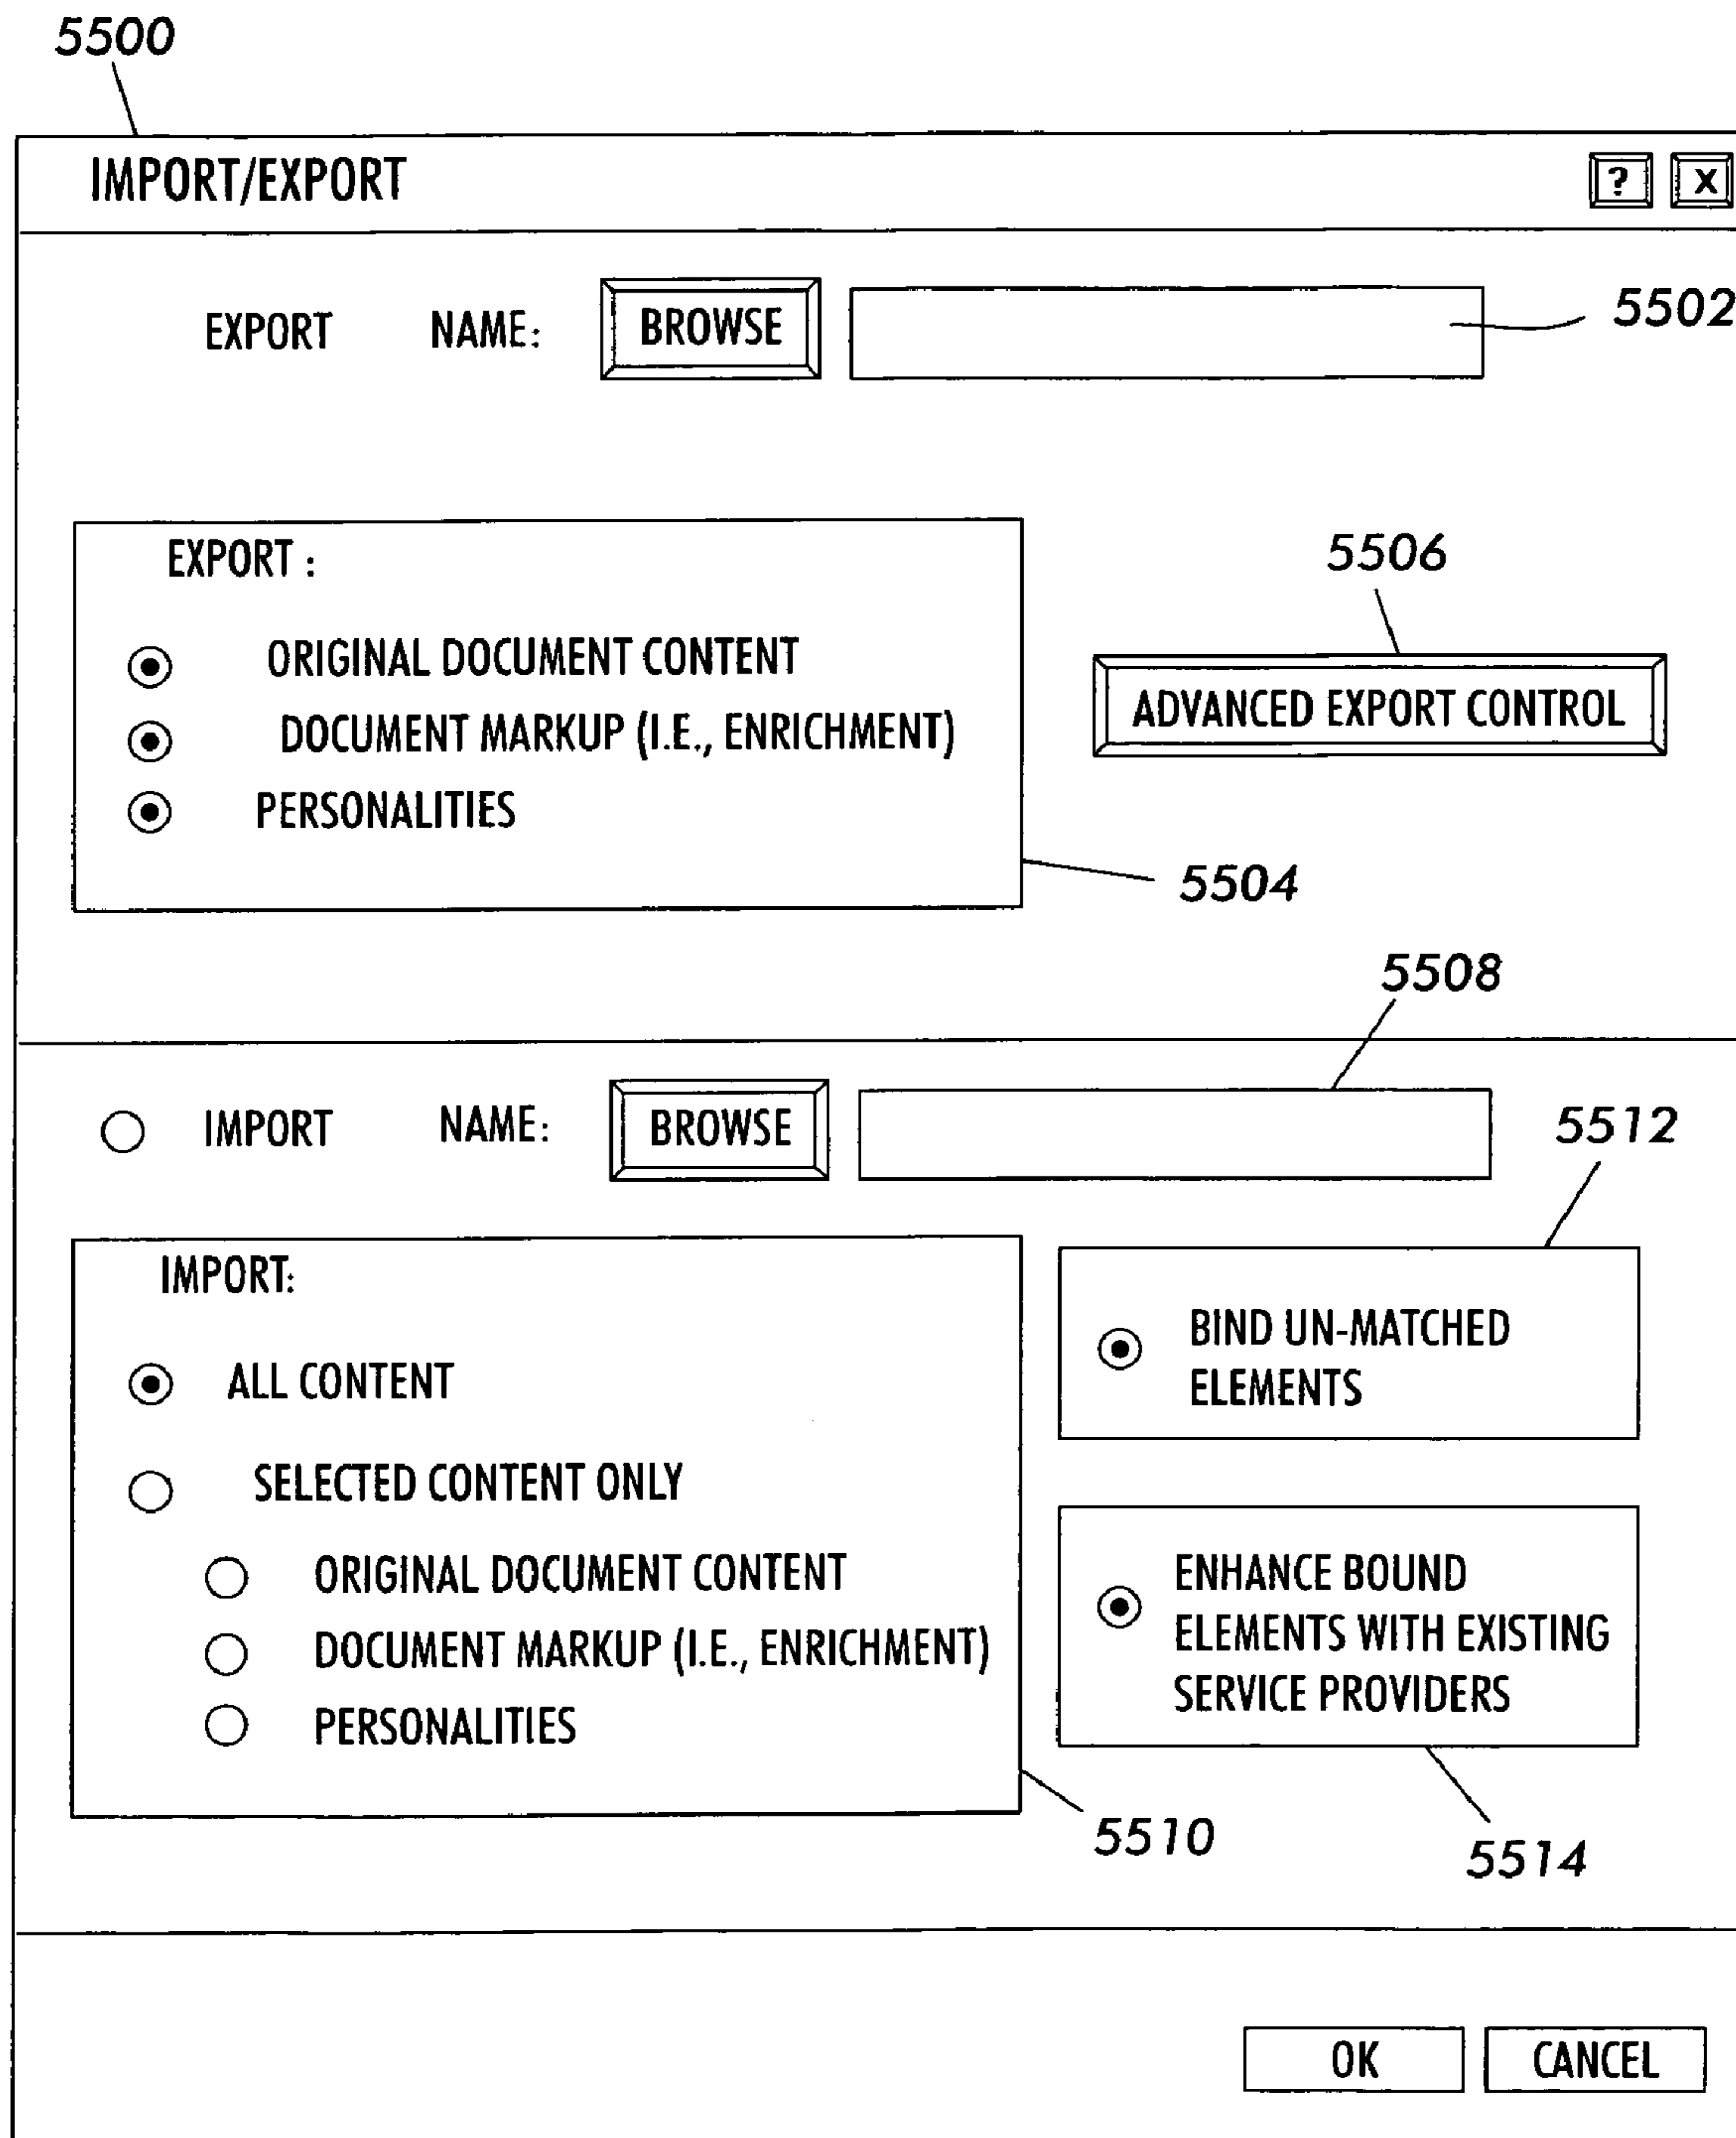 5500
IMPORT/EXPORT ? X
EXPORT NAME: BROWSE 5502
EXPORT :
ORIGINAL DOCUMENT CONTENT
DOCUMENT MARKUP (I.E., ENRICHMENT)
PERSONALITIES
5506
ADVANCED EXPORT CONTROL
5504
5508
IMPORT NAME: BROWSE
5512
IMPORT:
ALL CONTENT
SELECTED CONTENT ONLY
ORIGINAL DOCUMENT CONTENT
DOCUMENT MARKUP (I.E., ENRICHMENT)
PERSONALITIES
BIND UN-MATCHED
ELEMENTS
ENHANCE BOUND
ELEMENTS WITH EXISTING
SERVICE PROVIDERS
5510
5514
OK CANCEL